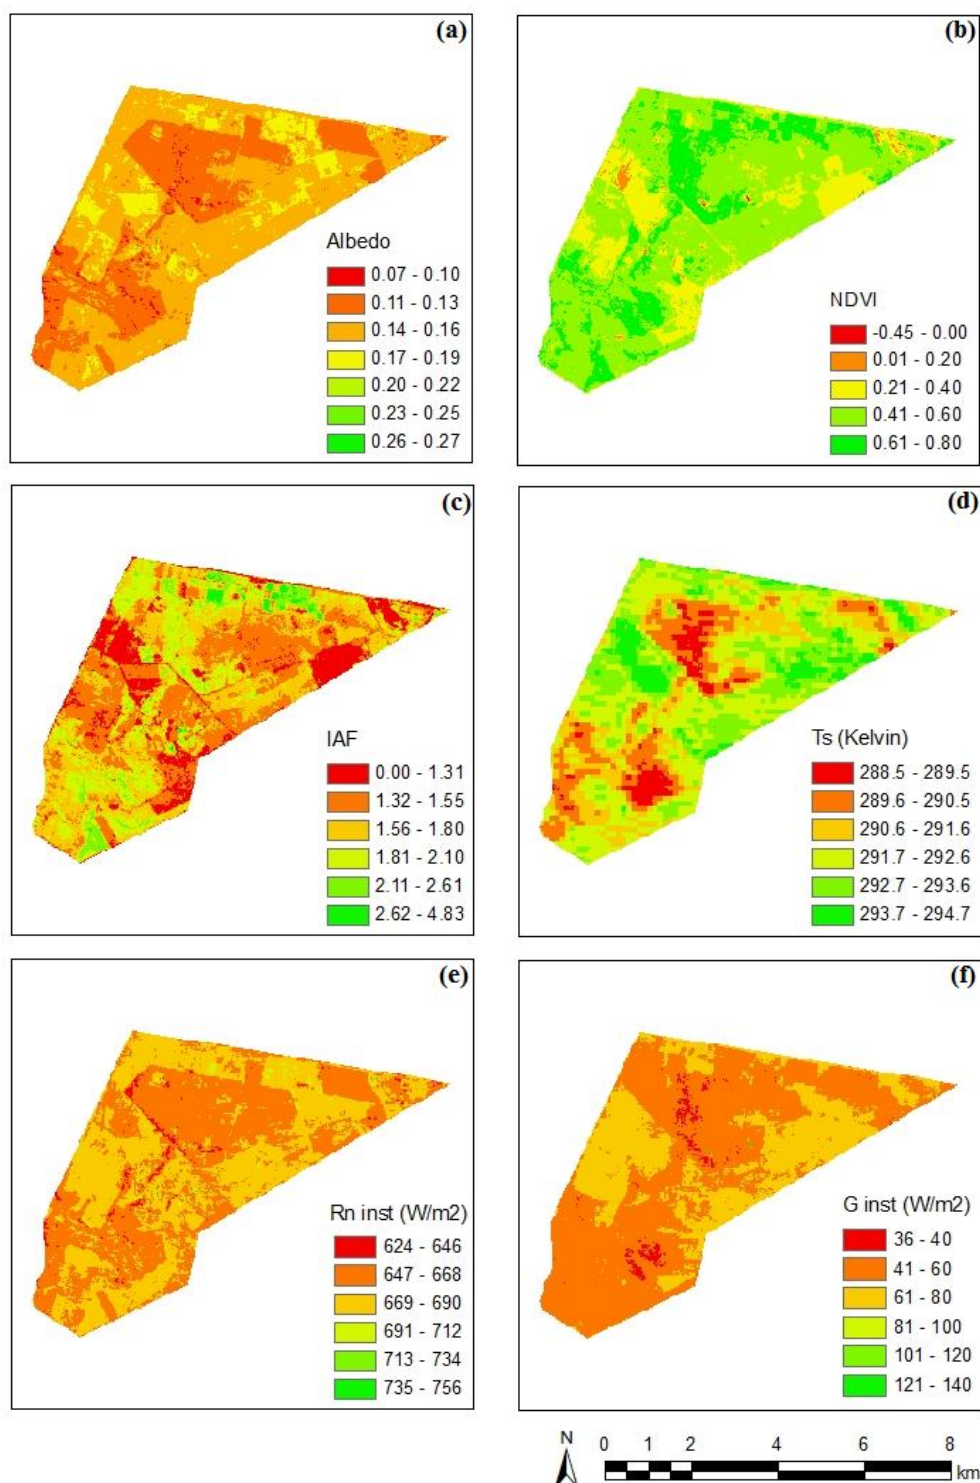 (a)
Albedo
0.07 - 0.10
0.11 - 0.13
0.14 - 0.16
0.17 - 0.19
0.20 - 0.22
0.23 - 0.25
0.26 - 0.27
(b)
NDVI
-0.45 - 0.00
0.01 - 0.20
0.21 - 0.40
0.41 - 0.60
0.61 - 0.80
(c)
IAF
0.00 - 1.31
1.32 - 1.55
1.56 - 1.80
1.81 - 2.10
2.11 - 2.61
2.62 - 4.83
(d)
Ts (Kelvin)
288.5 - 289.5
289.6 - 290.5
290.6 - 291.6
291.7 - 292.6
292.7 - 293.6
293.7 - 294.7
(e)
Rn inst (W/m2)
624 - 646
647 - 668
669 - 690
691 - 712
713 - 734
735 - 756
(f)
G inst (W/m2)
36 - 40
41 - 60
61 - 80
81 - 100
101 - 120
121 - 140
N
0 1 2 4 6 8
km